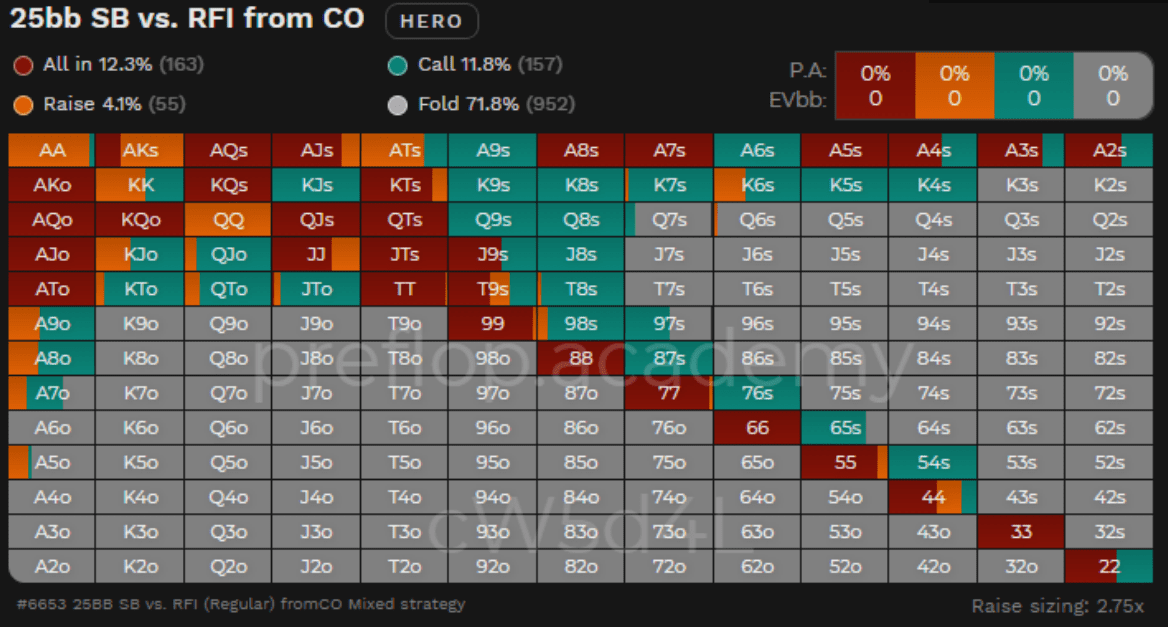 25bb SB vs. RFI from CO HERO
All in 12.3% (163) Call 11.8% (157)
Raise 4.1% (55) Fold 71.8% (952)
P.A: 0% 0% 0% 0%
EVbb: 0 0 0 0
AA AKs AQs AJs ATs A9s A8s A7s A6s A5s A4s A3s A2s
AKo KK KQs KJs KTs K9s K8s K7s K6s K5s K4s K3s K2s
AQo KQo QQ QJs QTs Q9s Q8s Q7s Q6s Q5s Q4s Q3s Q2s
AJo KJo QJo JJ JTs J9s J8s J7s J6s J5s J4s J3s J2s
ATo KTo QTo JTo TT T9s T8s T7s T6s T5s T4s T3s T2s
A9o K9o Q9o J9o T9o 99 98s 97s 96s 95s 94s 93s 92s
A8o K8o Q8o J8o T8o 98o 88 87s 86s 85s 84s 83s 82s
preflop.academy
A7o K7o Q7o J7o T7o 97o 87o 77 76s 75s 74s 73s 72s
A6o K6o Q6o J6o T6o 96o 86o 76o 66 65s 64s 63s 62s
A5o K5o Q5o J5o T5o 95o 85o 75o 65o 55 54s 53s 52s
A4o K4o Q4o J4o T4o 94o 84o 74o 64o 54o 44 43s 42s
cW5d4L
A3o K3o Q3o J3o T3o 93o 83o 73o 63o 53o 43o 33 32s
A2o K2o Q2o J2o T2o 92o 82o 72o 62o 52o 42o 32o 22
#6653 25BB SB vs. RFI (Regular) fromCO Mixed strategy
Raise sizing: 2.75x